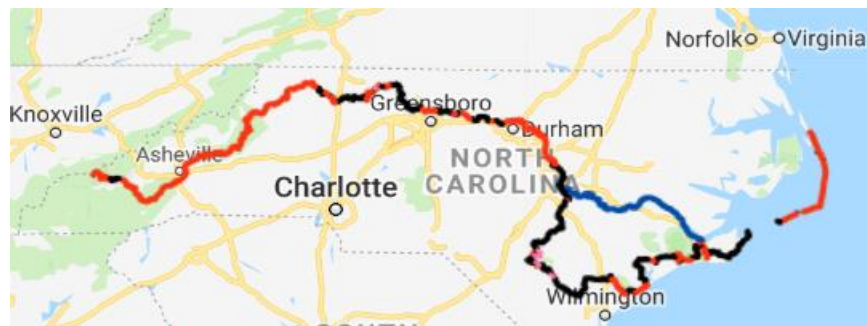 Norfolk
Virginia
Knoxville
Greensboro
Durham
Asheville
NORTH
CAROLINA
Charlotte
Wilmington